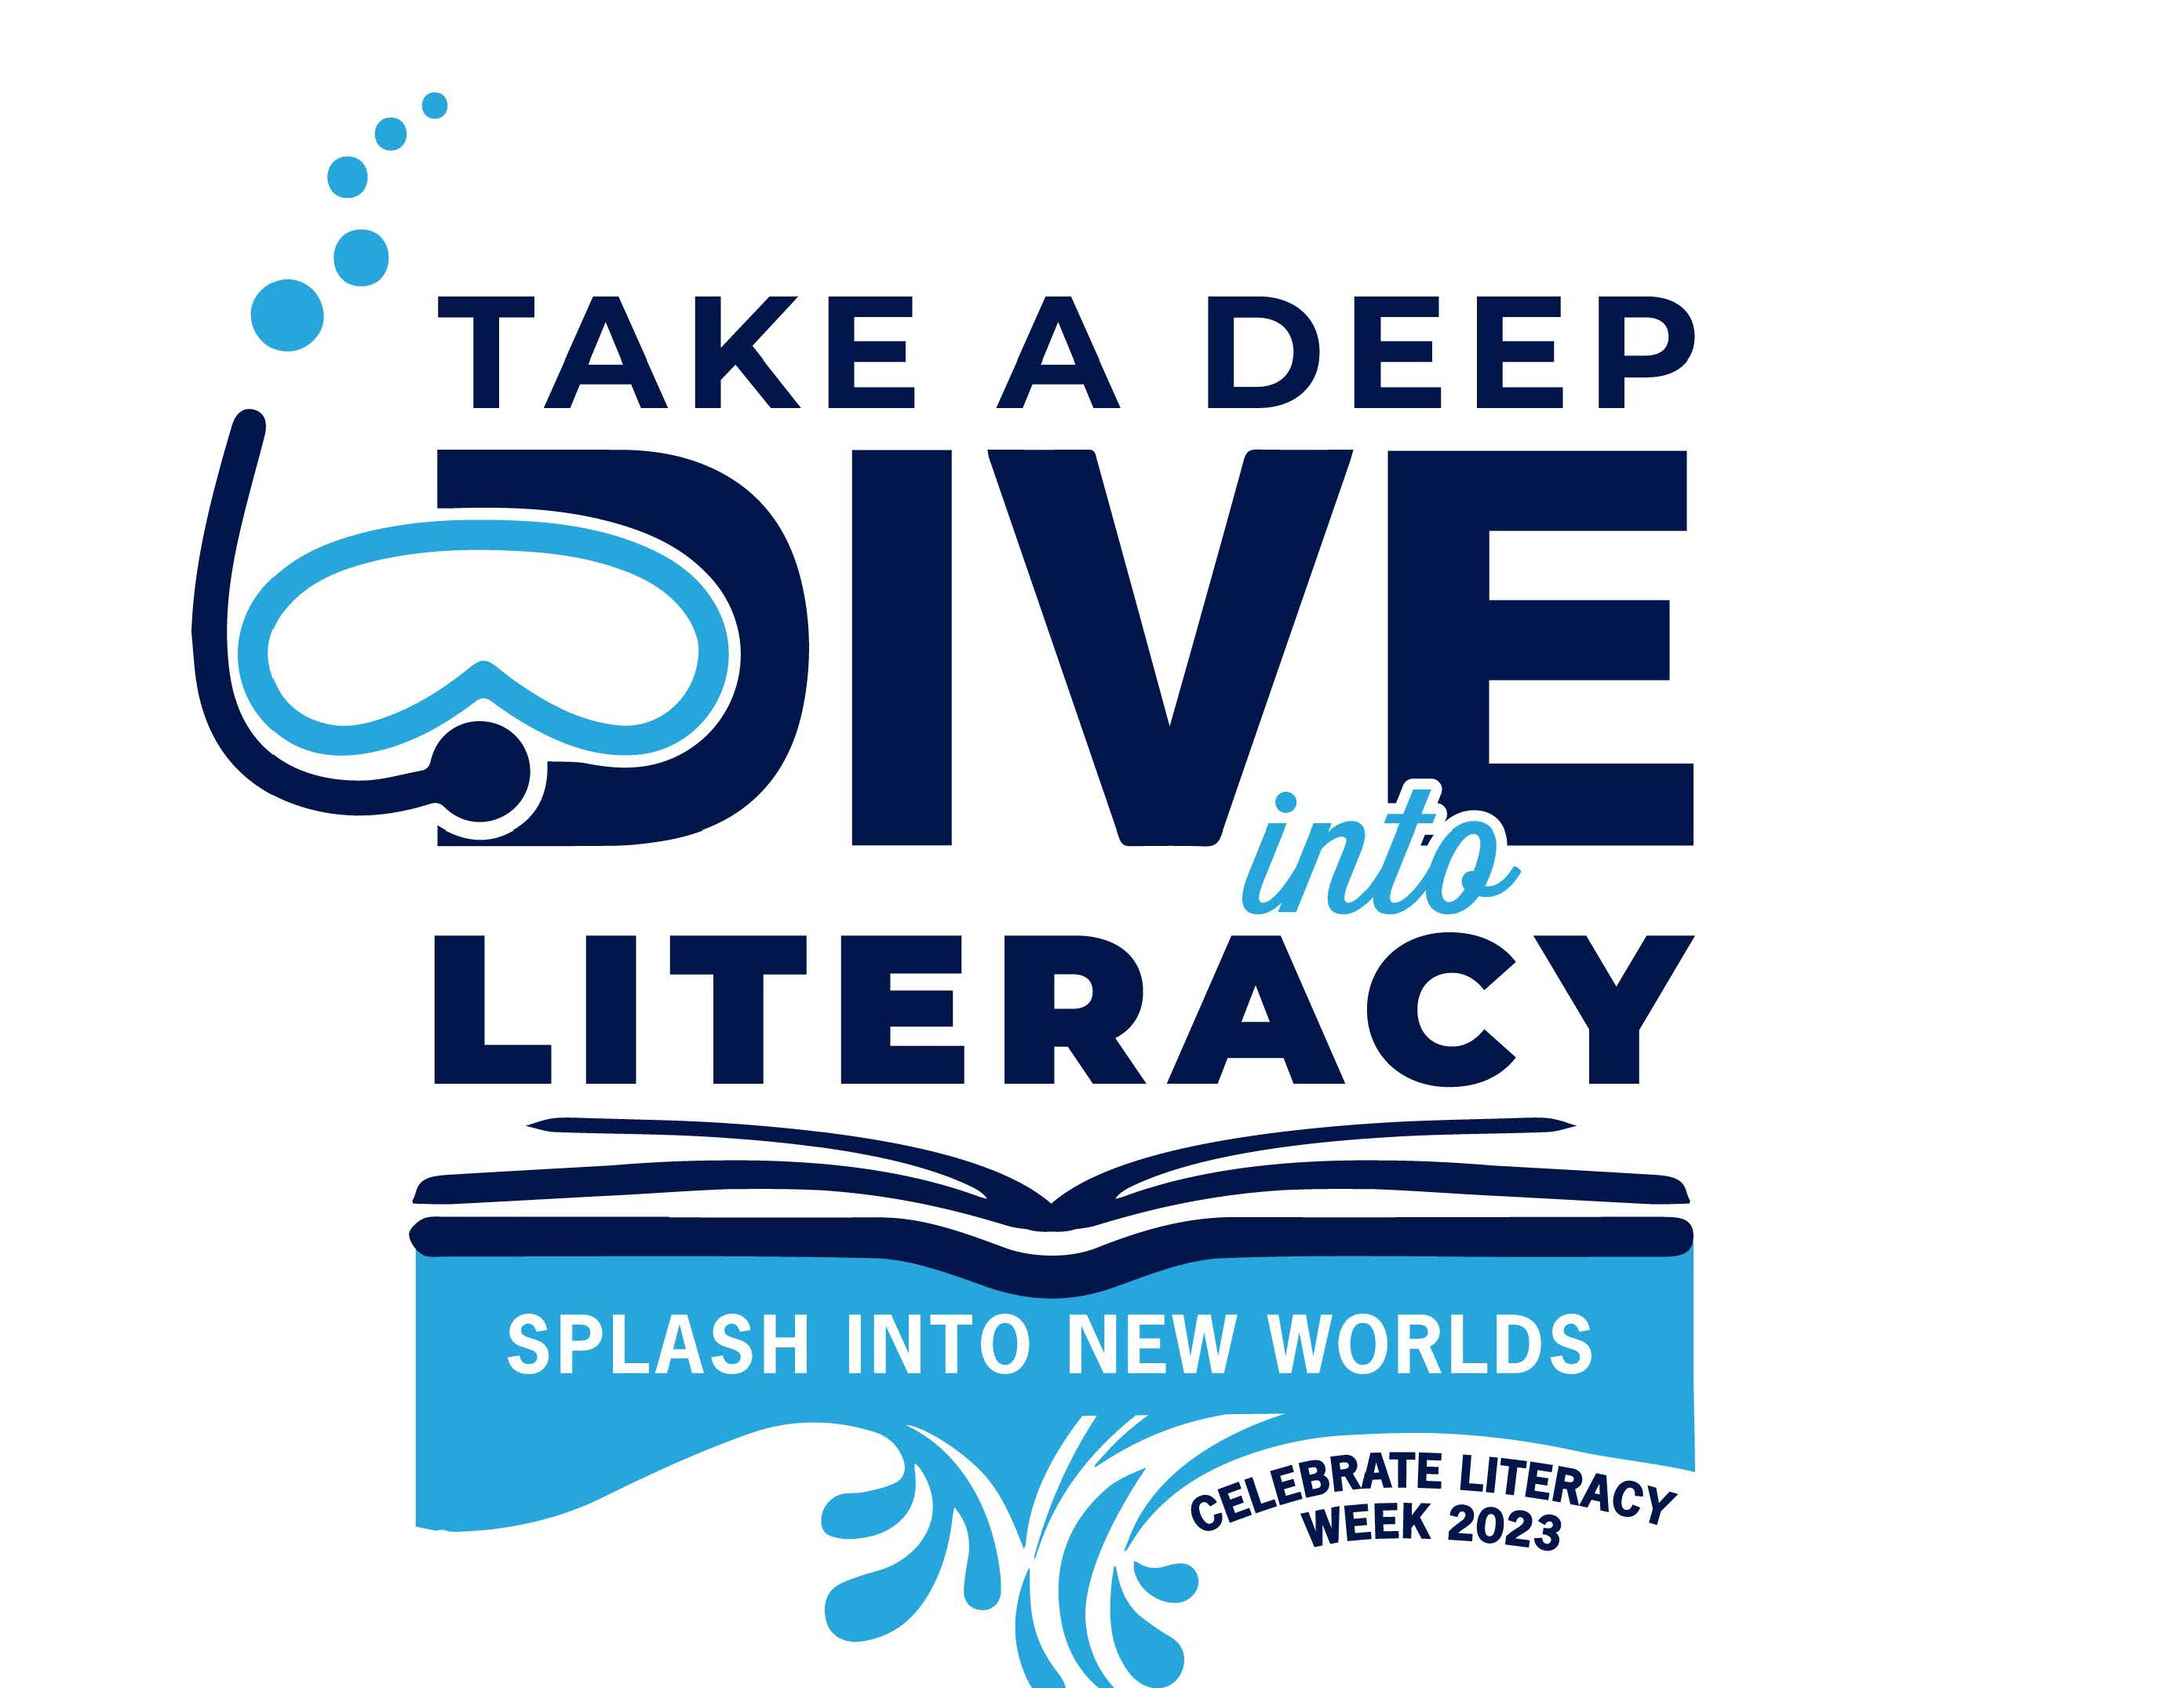 TAKE A DEEP
DIVE
into
LITERACY
SPLASH INTO NEW WORLDS
CELEBRATE LITERACY
WEEK 2023